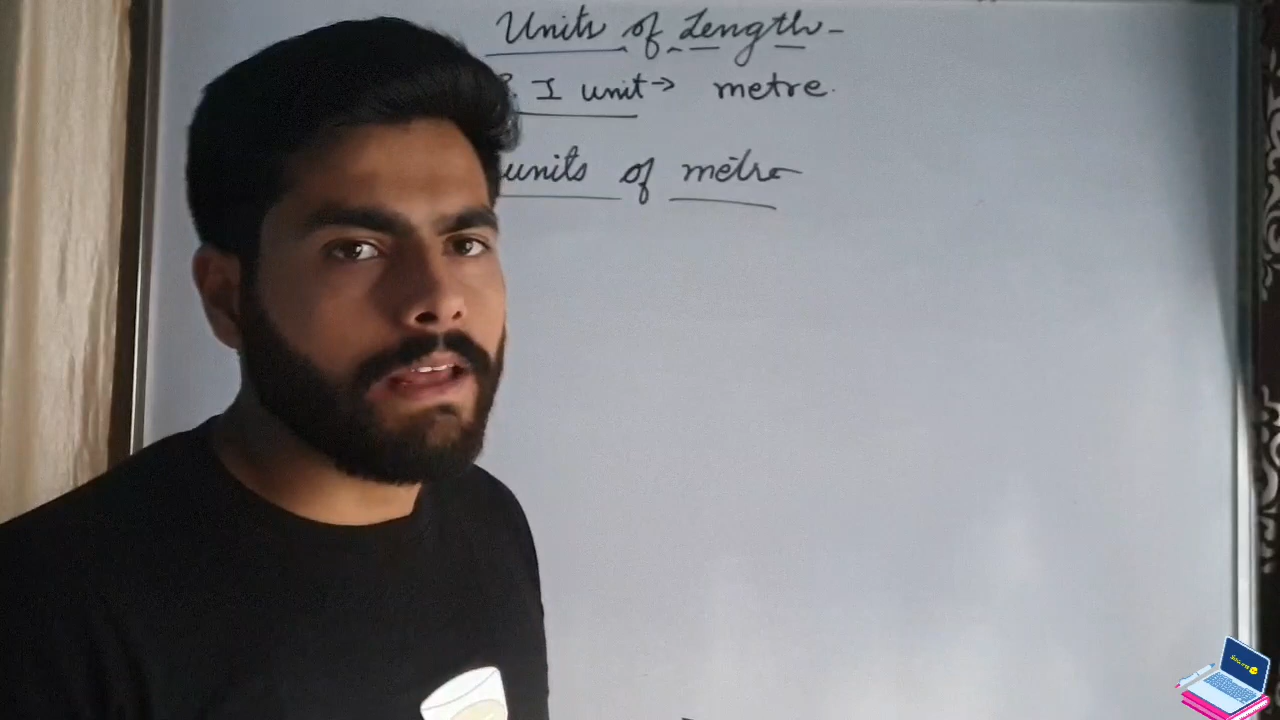 Units of Length-
I unit → metre.
units of metre